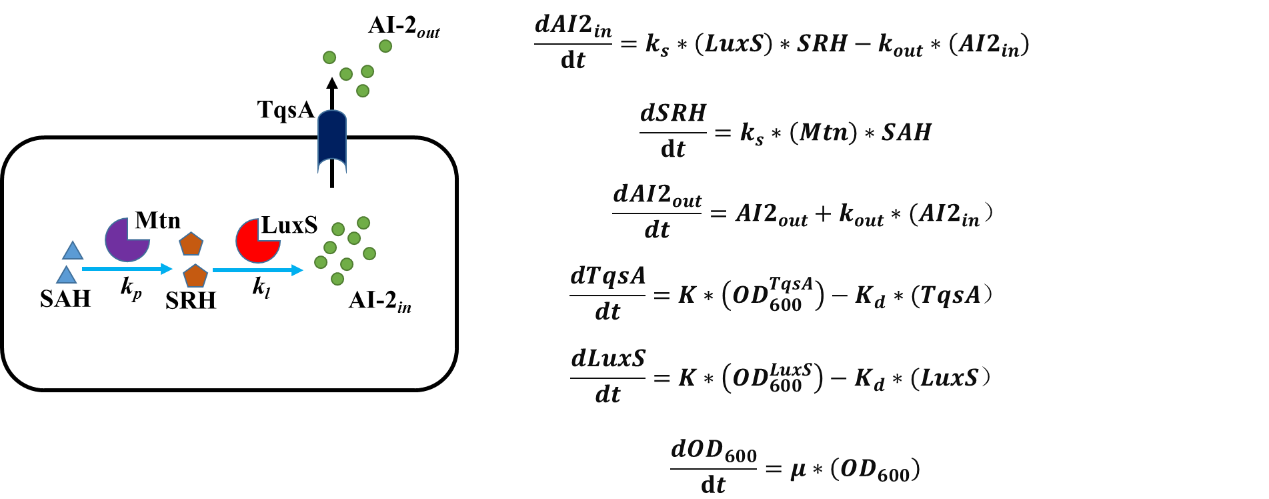 AI-2out
TqsA
Mtn
LuxS
SAH
kp
SRH
kl
AI-2in
dAI2in/dt = ks * (LuxS) * SRH − kout * (AI2in)
dSRH/dt = ks * (Mtn) * SAH
dAI2out/dt = AI2out + kout * (AI2in）
dTqsA/dt = K * (OD600^TqsA) − Kd * (TqsA）
dLuxS/dt = K * (OD600^LuxS) − Kd * (LuxS）
dOD600/dt = μ * (OD600)